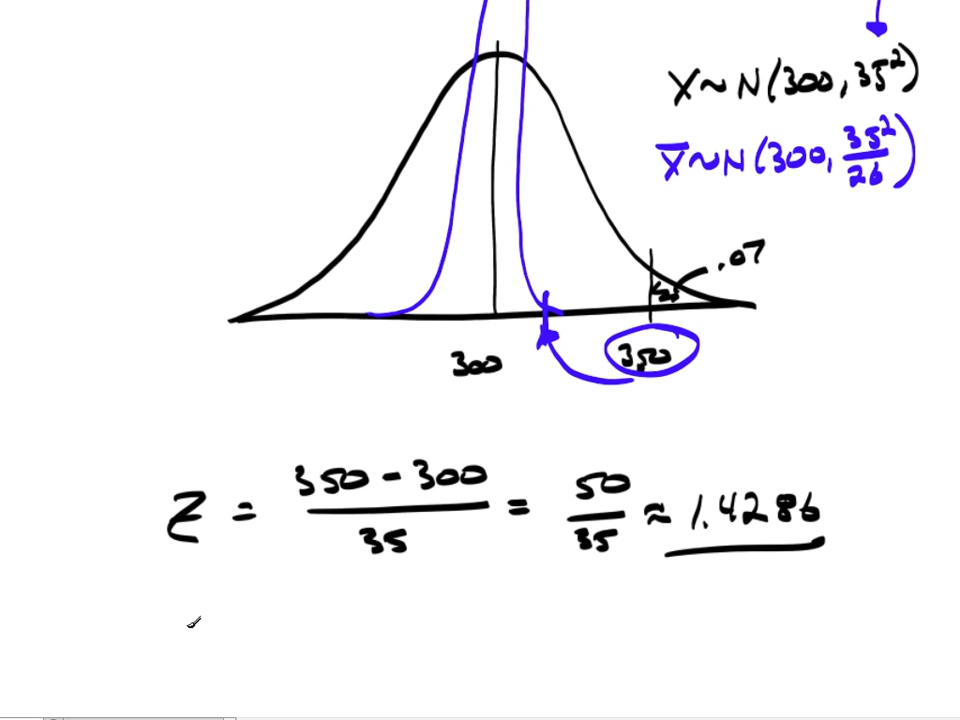 X ~ N(300, 35²)
X̄ ~ N(300, 35²/26)
.07
300
350
Z = (350 - 300)/35 = 50/35 ≈ 1.4286